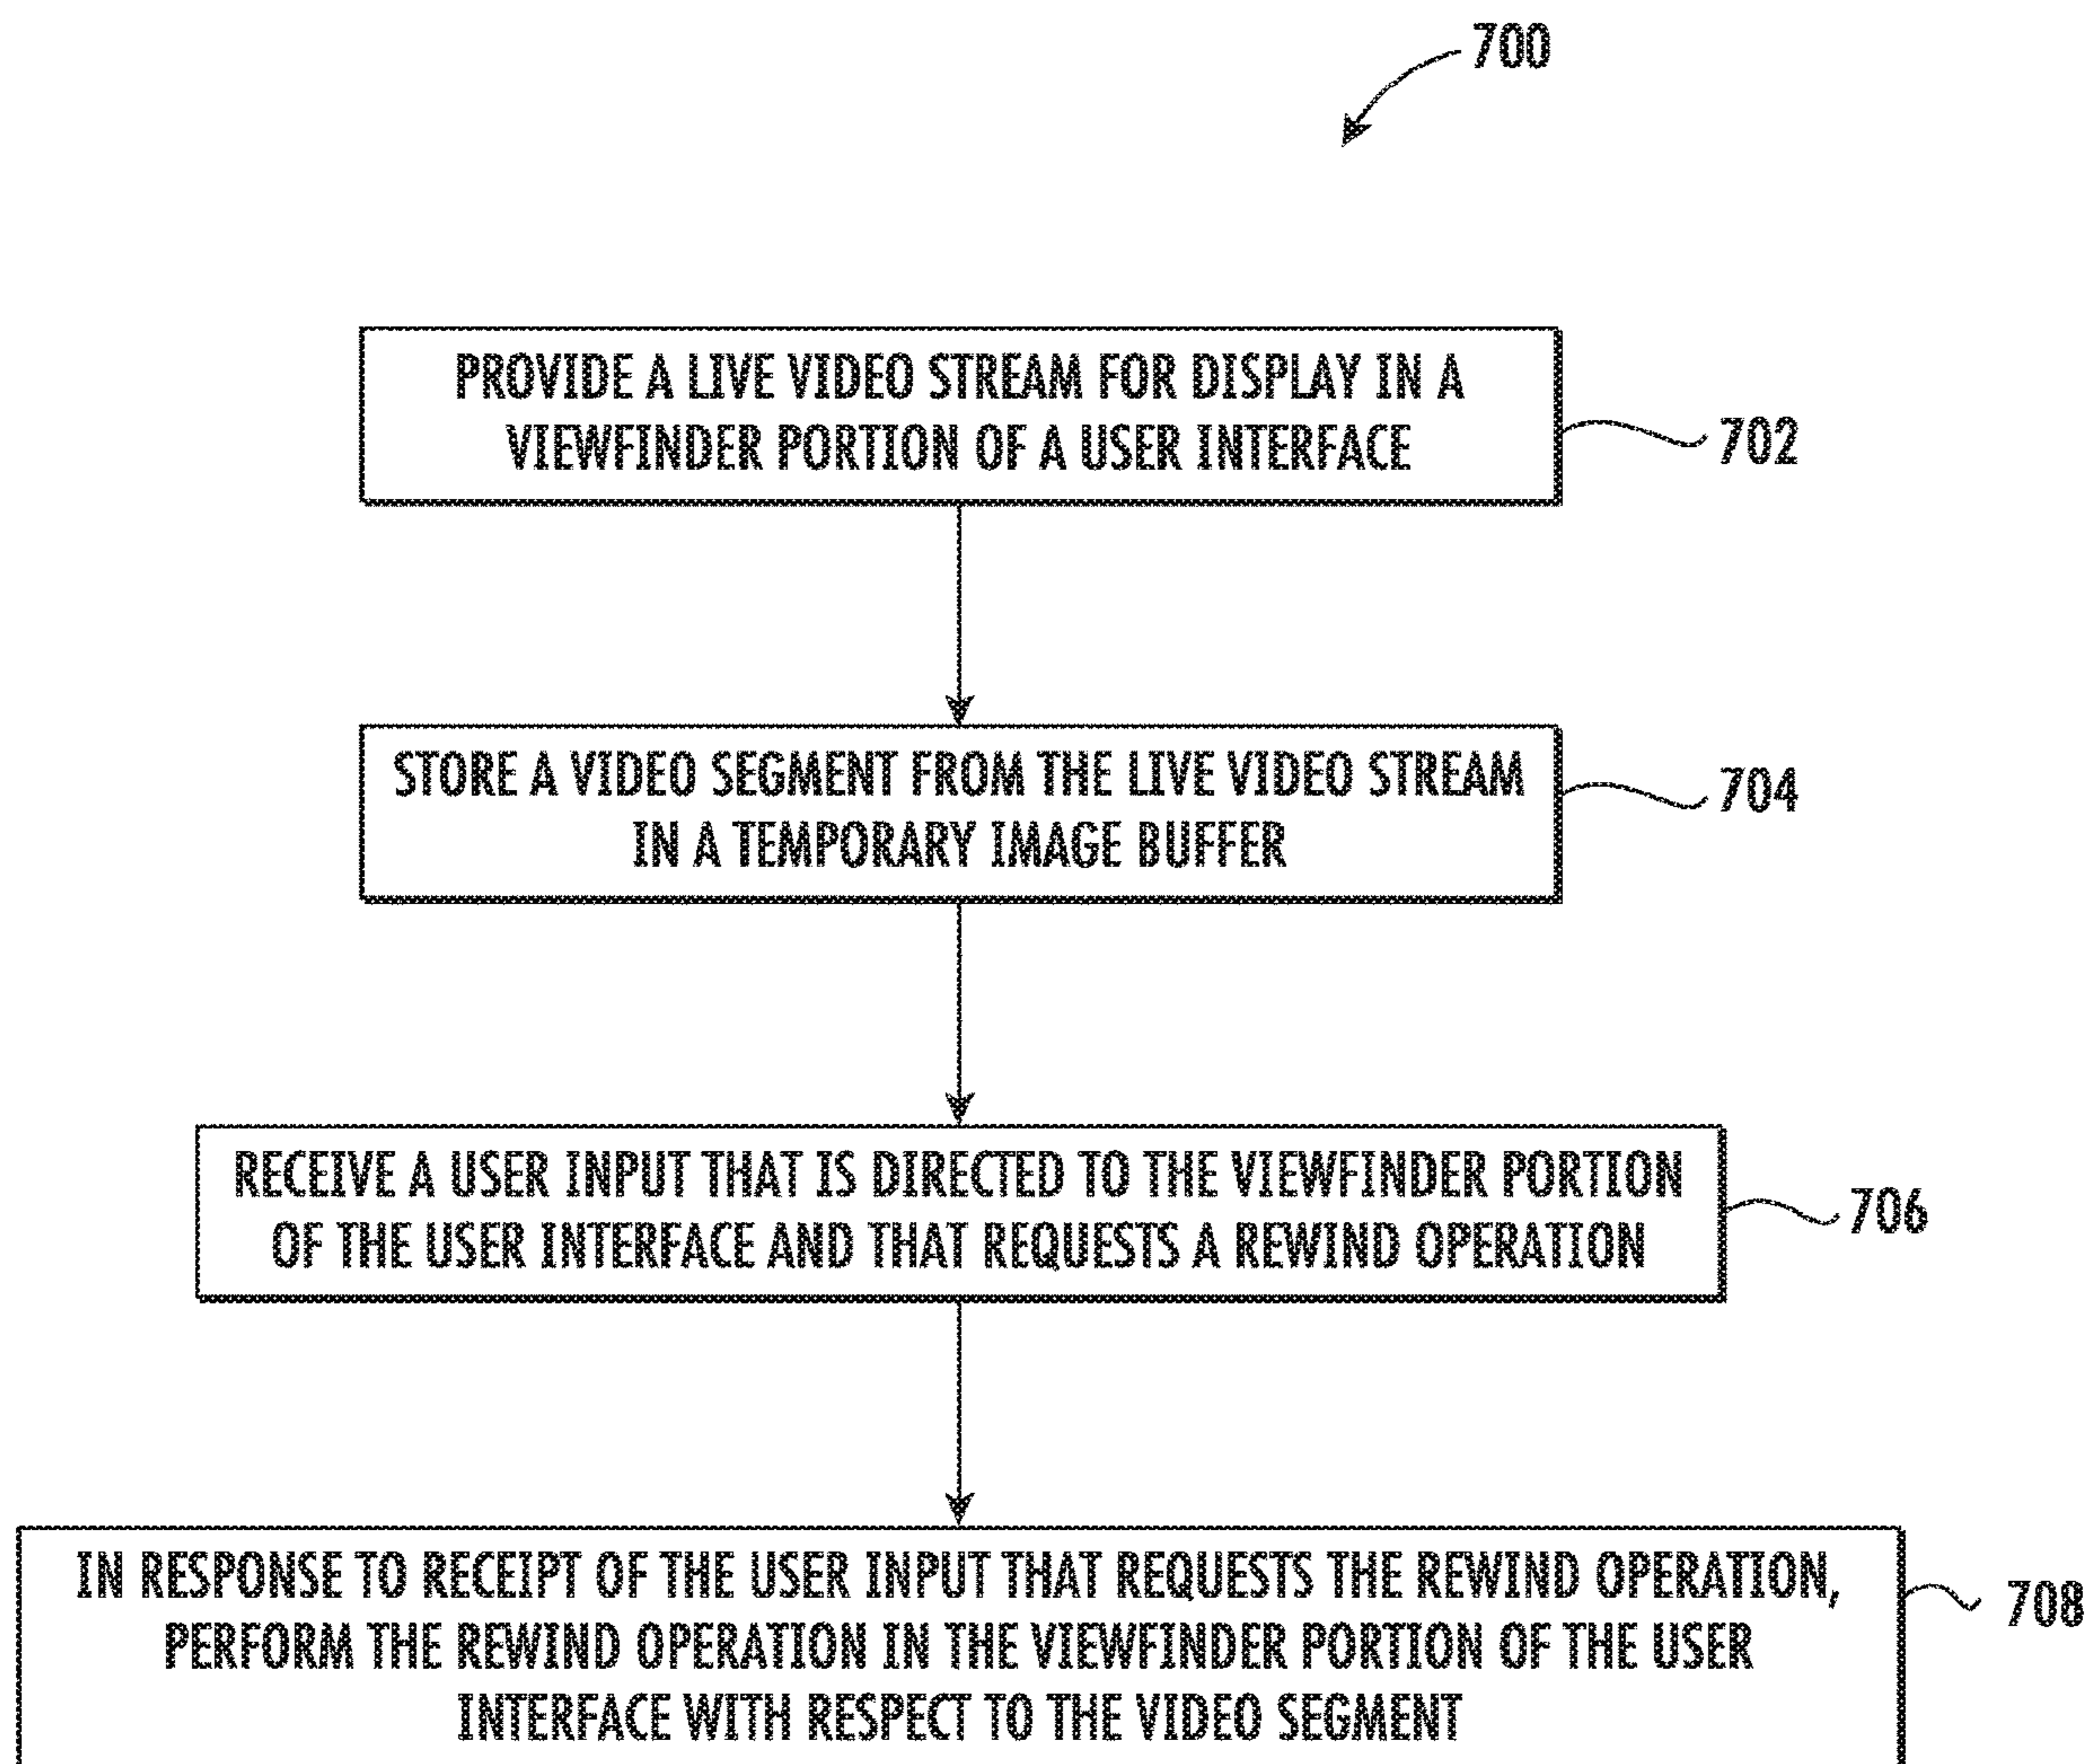 700
PROVIDE A LIVE VIDEO STREAM FOR DISPLAY IN A
VIEWFINDER PORTION OF A USER INTERFACE
702
STORE A VIDEO SEGMENT FROM THE LIVE VIDEO STREAM
IN A TEMPORARY IMAGE BUFFER
704
RECEIVE A USER INPUT THAT IS DIRECTED TO THE VIEWFINDER PORTION
OF THE USER INTERFACE AND THAT REQUESTS A REWIND OPERATION
706
IN RESPONSE TO RECEIPT OF THE USER INPUT THAT REQUESTS THE REWIND OPERATION,
PERFORM THE REWIND OPERATION IN THE VIEWFINDER PORTION OF THE USER
INTERFACE WITH RESPECT TO THE VIDEO SEGMENT
708